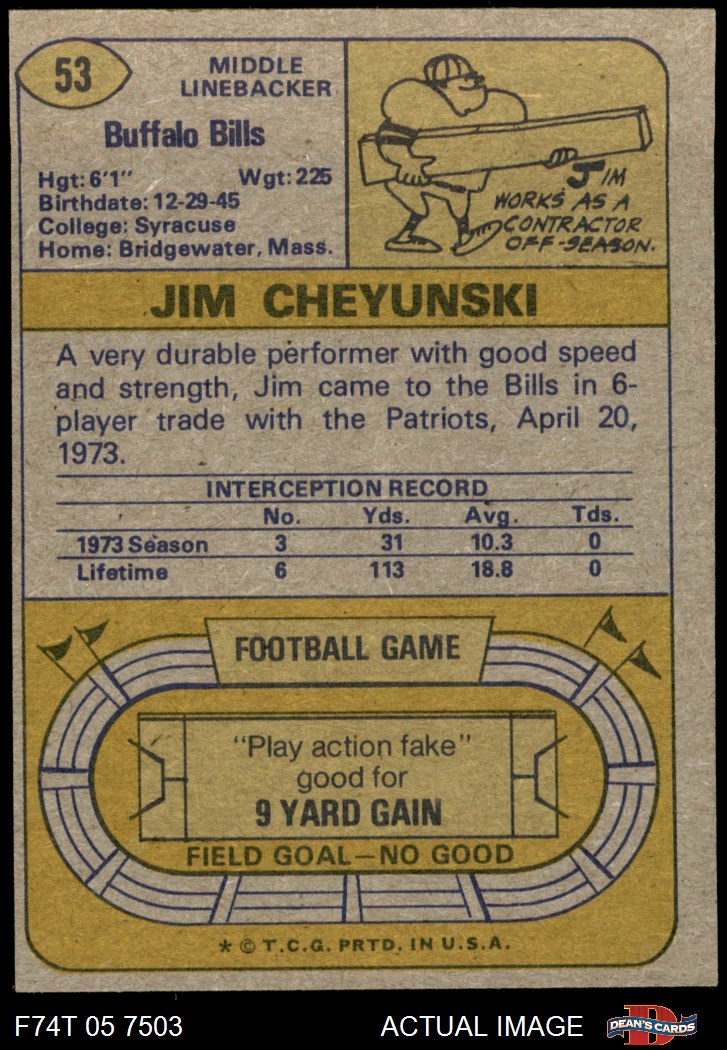 53
MIDDLE
LINEBACKER
Buffalo Bills
Hgt: 6'1" Wgt: 225
Birthdate: 12-29-45
College: Syracuse
Home: Bridgewater, Mass.
JIM
WORKS AS A
CONTRACTOR
OFF-SEASON.
JIM CHEYUNSKI
A very durable performer with good speed
and strength, Jim came to the Bills in 6-
player trade with the Patriots, April 20,
1973.
INTERCEPTION RECORD
No. Yds. Avg. Tds.
1973 Season 3 31 10.3 0
Lifetime 6 113 18.8 0
FOOTBALL GAME
"Play action fake"
good for
9 YARD GAIN
FIELD GOAL—NO GOOD
* © T.C.G. PRTD. IN U.S.A.
F74T 05 7503 ACTUAL IMAGE DEAN'S CARDS